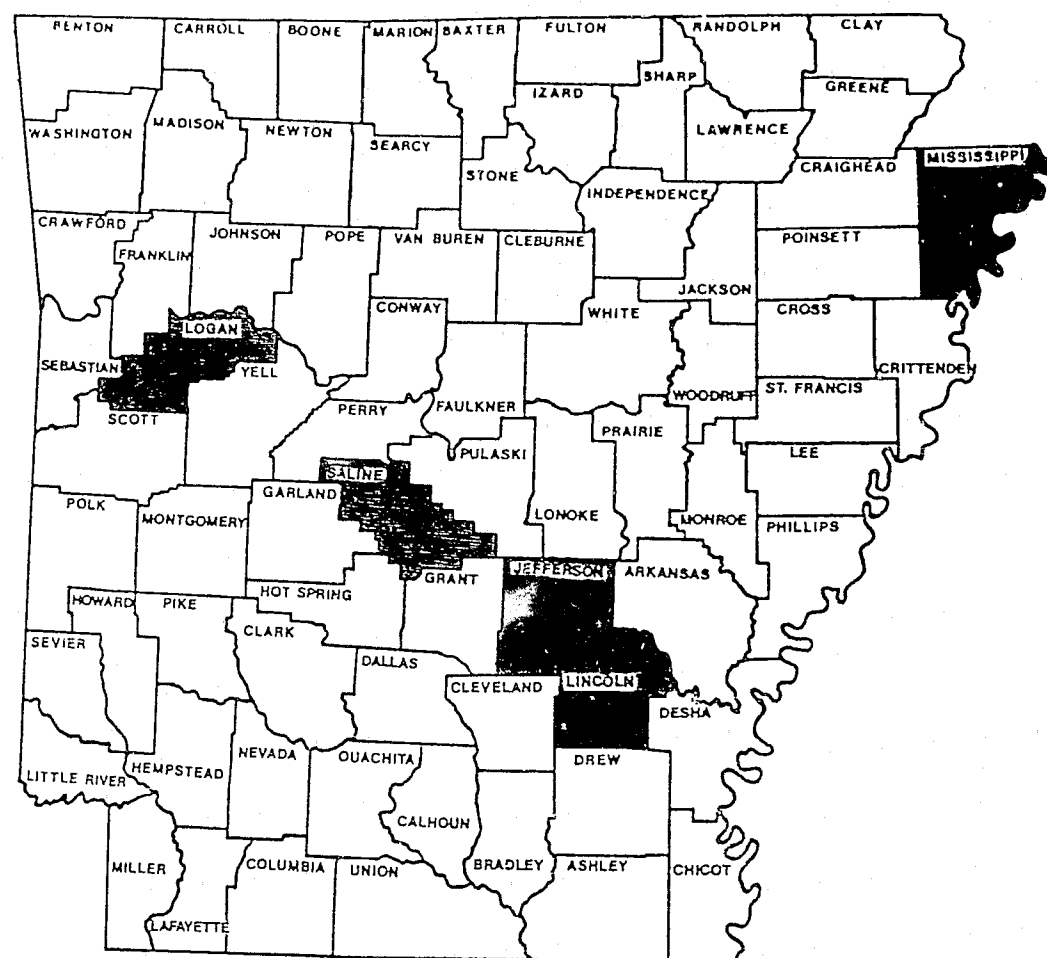 BENTON
CARROLL
BOONE
MARION
BAXTER
FULTON
RANDOLPH
CLAY
SHARP
GREENE
IZARD
WASHINGTON
MADISON
NEWTON
SEARCY
LAWRENCE
MISSISSIPPI
CRAIGHEAD
STONE
INDEPENDENCE
CRAWFORD
FRANKLIN
JOHNSON
POPE
VAN BUREN
CLEBURNE
POINSETT
JACKSON
CONWAY
WHITE
CROSS
LOGAN
SEBASTIAN
YELL
CRITTENDEN
ST. FRANCIS
WOODRUFF
SCOTT
PERRY
FAULKNER
PRAIRIE
LEE
PULASKI
SALINE
GARLAND
POLK
MONTGOMERY
LONOKE
MONROE
PHILLIPS
JEFFERSON
ARKANSAS
GRANT
HOT SPRING
HOWARD
PIKE
CLARK
SEVIER
DALLAS
CLEVELAND
LINCOLN
DESHA
NEVADA
OUACHITA
DREW
LITTLE RIVER
HEMPSTEAD
CALHOUN
MILLER
COLUMBIA
UNION
BRADLEY
ASHLEY
CHICOT
LAFAYETTE